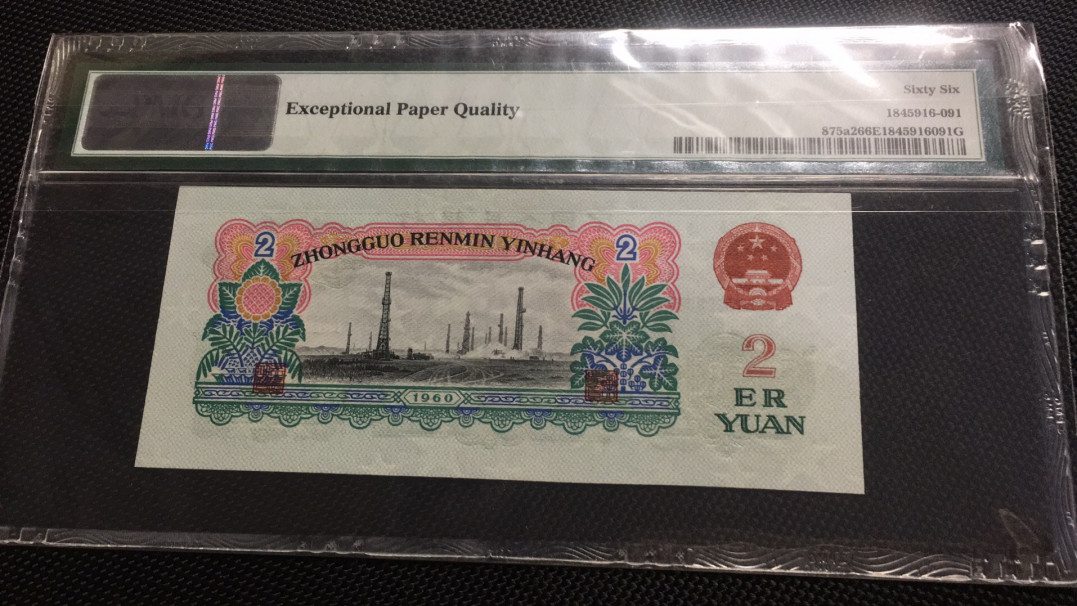 Exceptional Paper Quality
Sixty Six
1845916-091
875a266E1845916091G
2
ZHONGGUO RENMIN YINHANG
2
2
ER
YUAN
1960